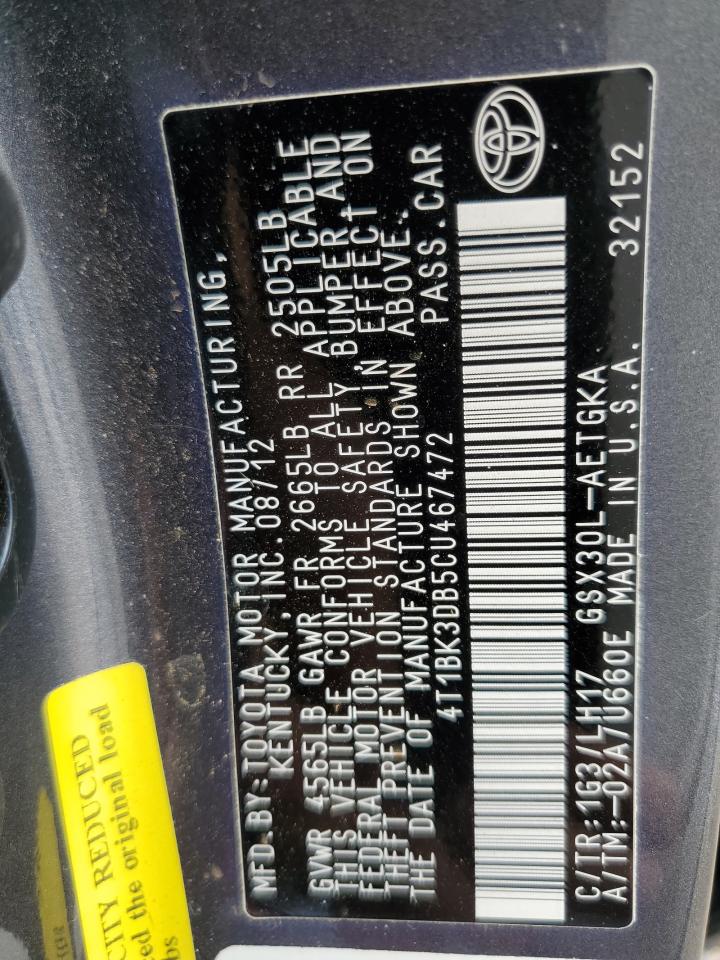 MFD.BY:TOYOTA MOTOR MANUFACTURING,
KENTUCKY,INC.08/12
GVWR 4565LB GAWR FR 2665LB RR 2505LB
THIS VEHICLE CONFORMS TO ALL APPLICABLE
FEDERAL MOTOR VEHICLE SAFETY, BUMPER AND
THEFT PREVENTION STANDARDS IN EFFECT ON
THE DATE OF MANUFACTURE SHOWN ABOVE.
4T1BK3DB5CU467472 PASS.CAR
C/TR:1G3/LH17 GSX30L-AETGKA
A/TM:-02A/U660E MADE IN U.S.A. 32152
CITY REDUCED
the original load